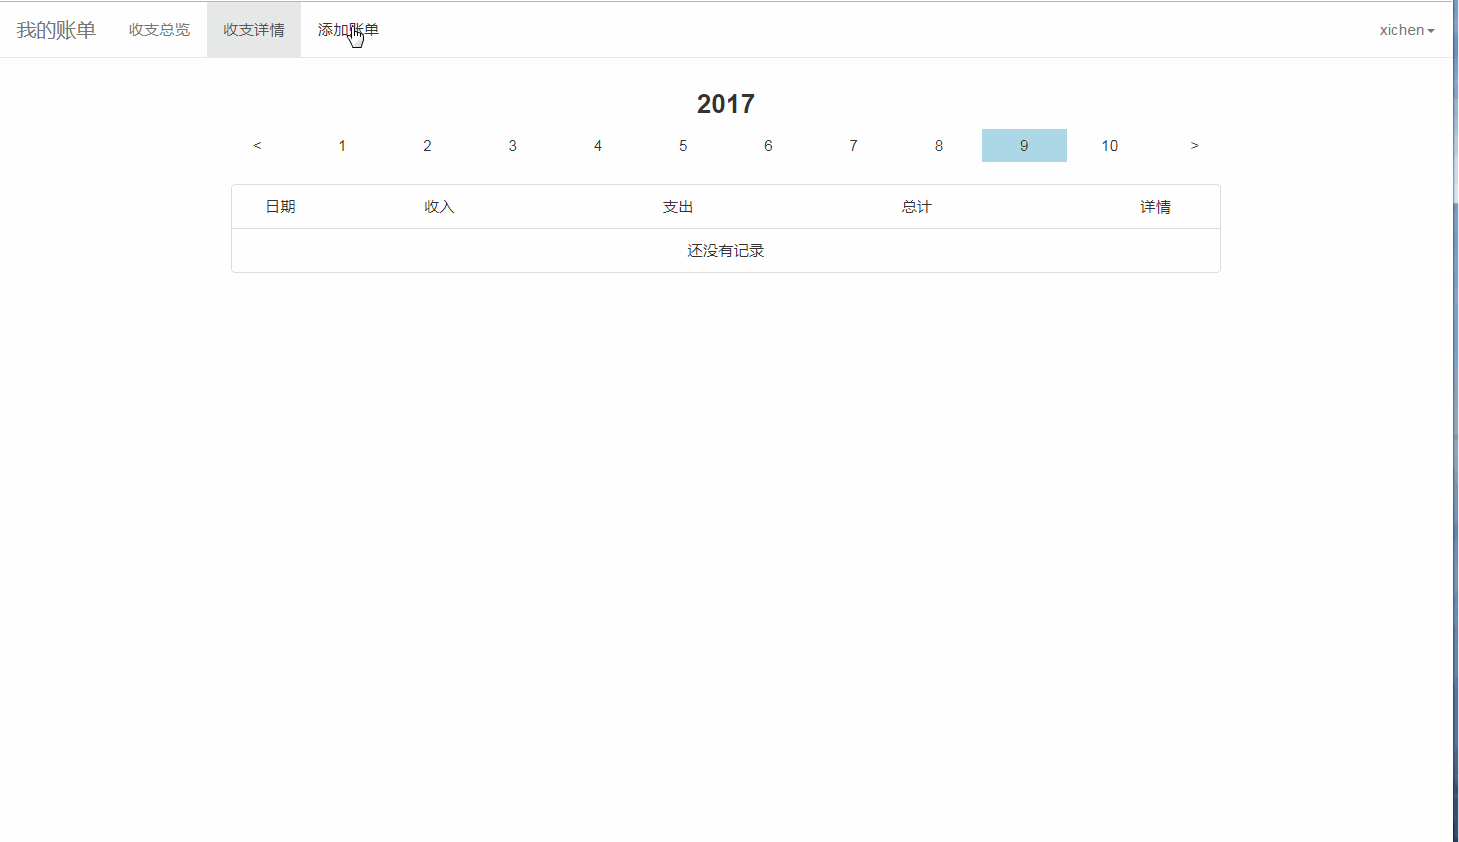 我的账单 收支总览 收支详情 添加账单 xichen
2017
< 1 2 3 4 5 6 7 8 9 10 >
日期 收入 支出 总计 详情
还没有记录